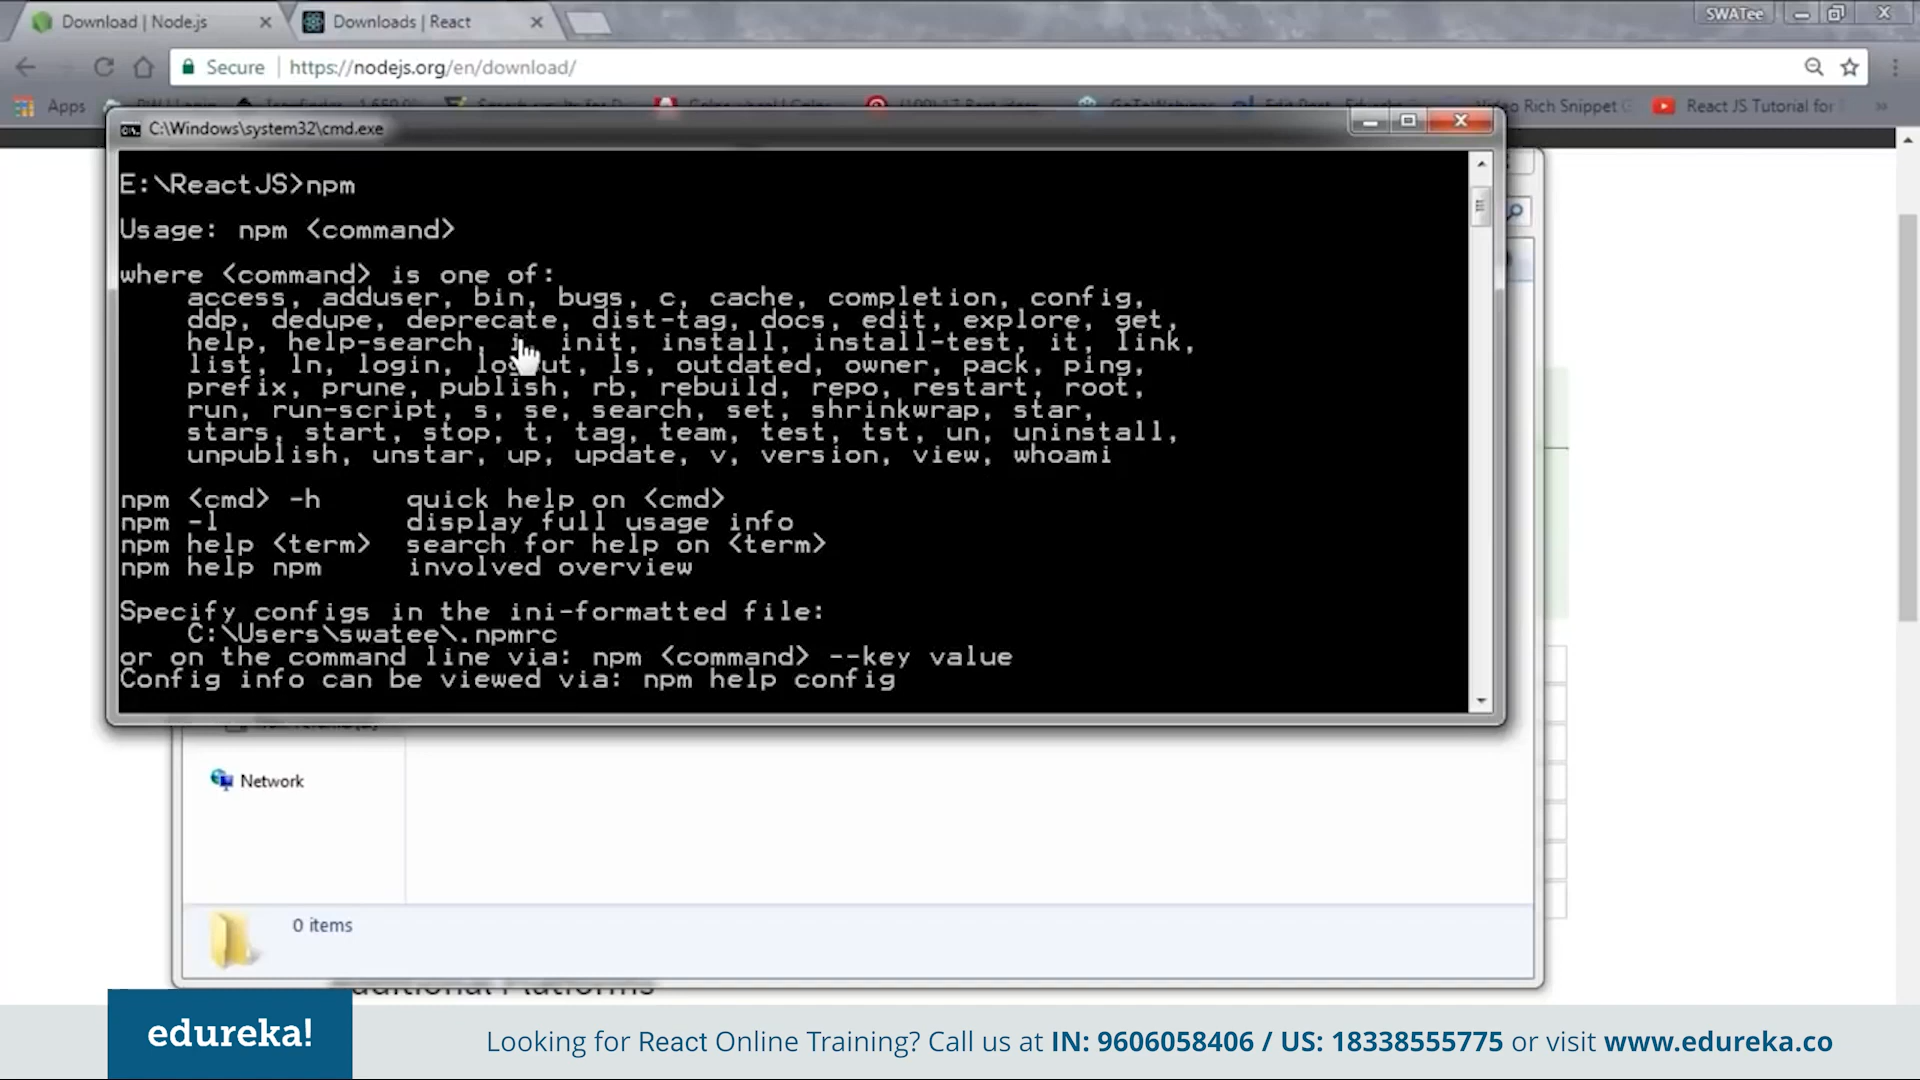 Download | Node.js
Downloads | React
SWATee
Secure
https://nodejs.org/en/download/
Apps
Video Rich Snippet
React JS Tutorial for
C:\Windows\system32\cmd.exe
E:\ReactJS>npm
Usage: npm <command>
where <command> is one of:
access, adduser, bin, bugs, c, cache, completion, config,
ddp, dedupe, deprecate, dist-tag, docs, edit, explore, get,
help, help-search, i, init, install, install-test, it, link,
list, ln, login, logout, ls, outdated, owner, pack, ping,
prefix, prune, publish, rb, rebuild, repo, restart, root,
run, run-script, s, se, search, set, shrinkwrap, star,
stars, start, stop, t, tag, team, test, tst, un, uninstall,
unpublish, unstar, up, update, v, version, view, whoami
npm <cmd> -h quick help on <cmd>
npm -l display full usage info
npm help <term> search for help on <term>
npm help npm involved overview
Specify configs in the ini-formatted file:
C:\Users\swatee\.npmrc
or on the command line via: npm <command> --key value
Config info can be viewed via: npm help config
Network
0 items
edureka!
Looking for React Online Training? Call us at IN: 9606058406 / US: 18338555775 or visit www.edureka.co